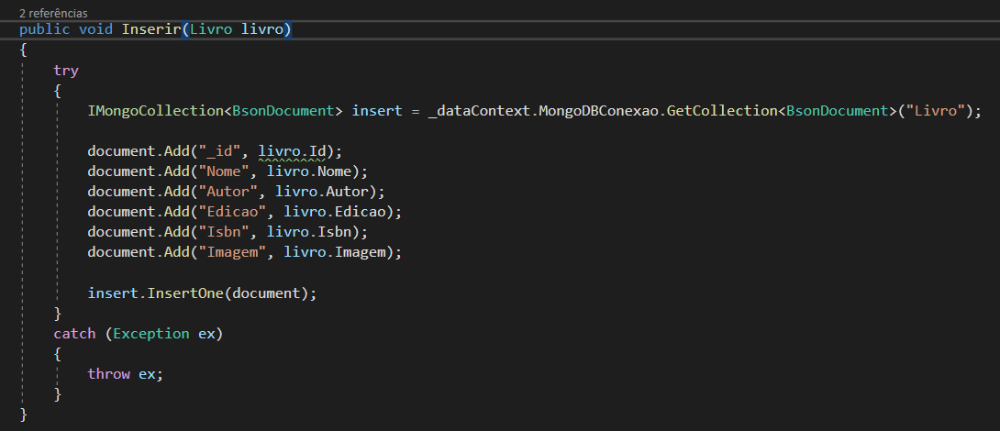 2 referências
public void Inserir(Livro livro)
{
try
{
IMongoCollection<BsonDocument> insert = _dataContext.MongoDBConexao.GetCollection<BsonDocument>("Livro");
document.Add("_id", livro.Id);
document.Add("Nome", livro.Nome);
document.Add("Autor", livro.Autor);
document.Add("Edicao", livro.Edicao);
document.Add("Isbn", livro.Isbn);
document.Add("Imagem", livro.Imagem);
insert.InsertOne(document);
}
catch (Exception ex)
{
throw ex;
}
}